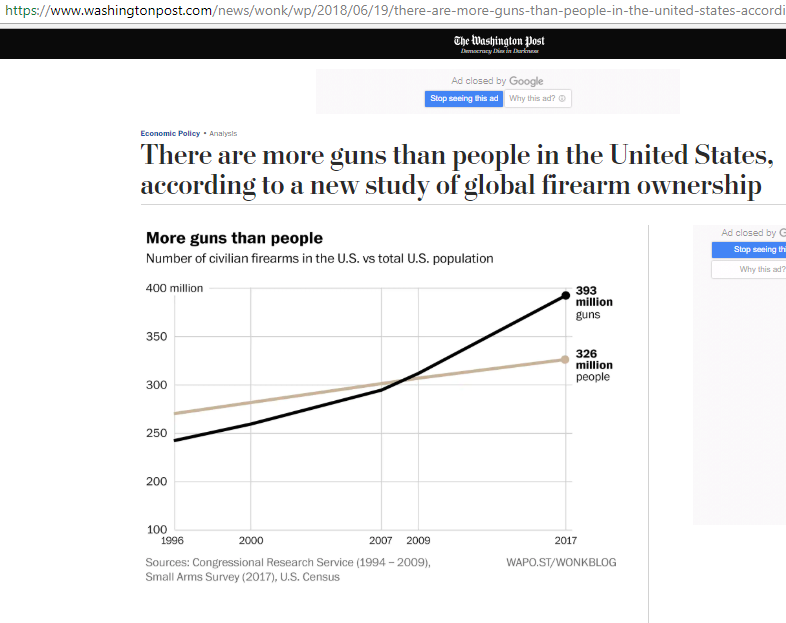 https://www.washingtonpost.com/news/wonk/wp/2018/06/19/there-are-more-guns-than-people-in-the-united-states-accordi
The Washington Post
Democracy Dies in Darkness
Ad closed by Google
Stop seeing this ad Why this ad?
Economic Policy • Analysis
There are more guns than people in the United States,
according to a new study of global firearm ownership
Ad closed by G
Stop seeing th
Why this ad?
More guns than people
Number of civilian firearms in the U.S. vs total U.S. population
400 million
350
300
250
200
100
393
million
guns
326
million
people
1996 2000 2007 2009 2017
Sources: Congressional Research Service (1994 – 2009),
Small Arms Survey (2017), U.S. Census
WAPO.ST/WONKBLOG